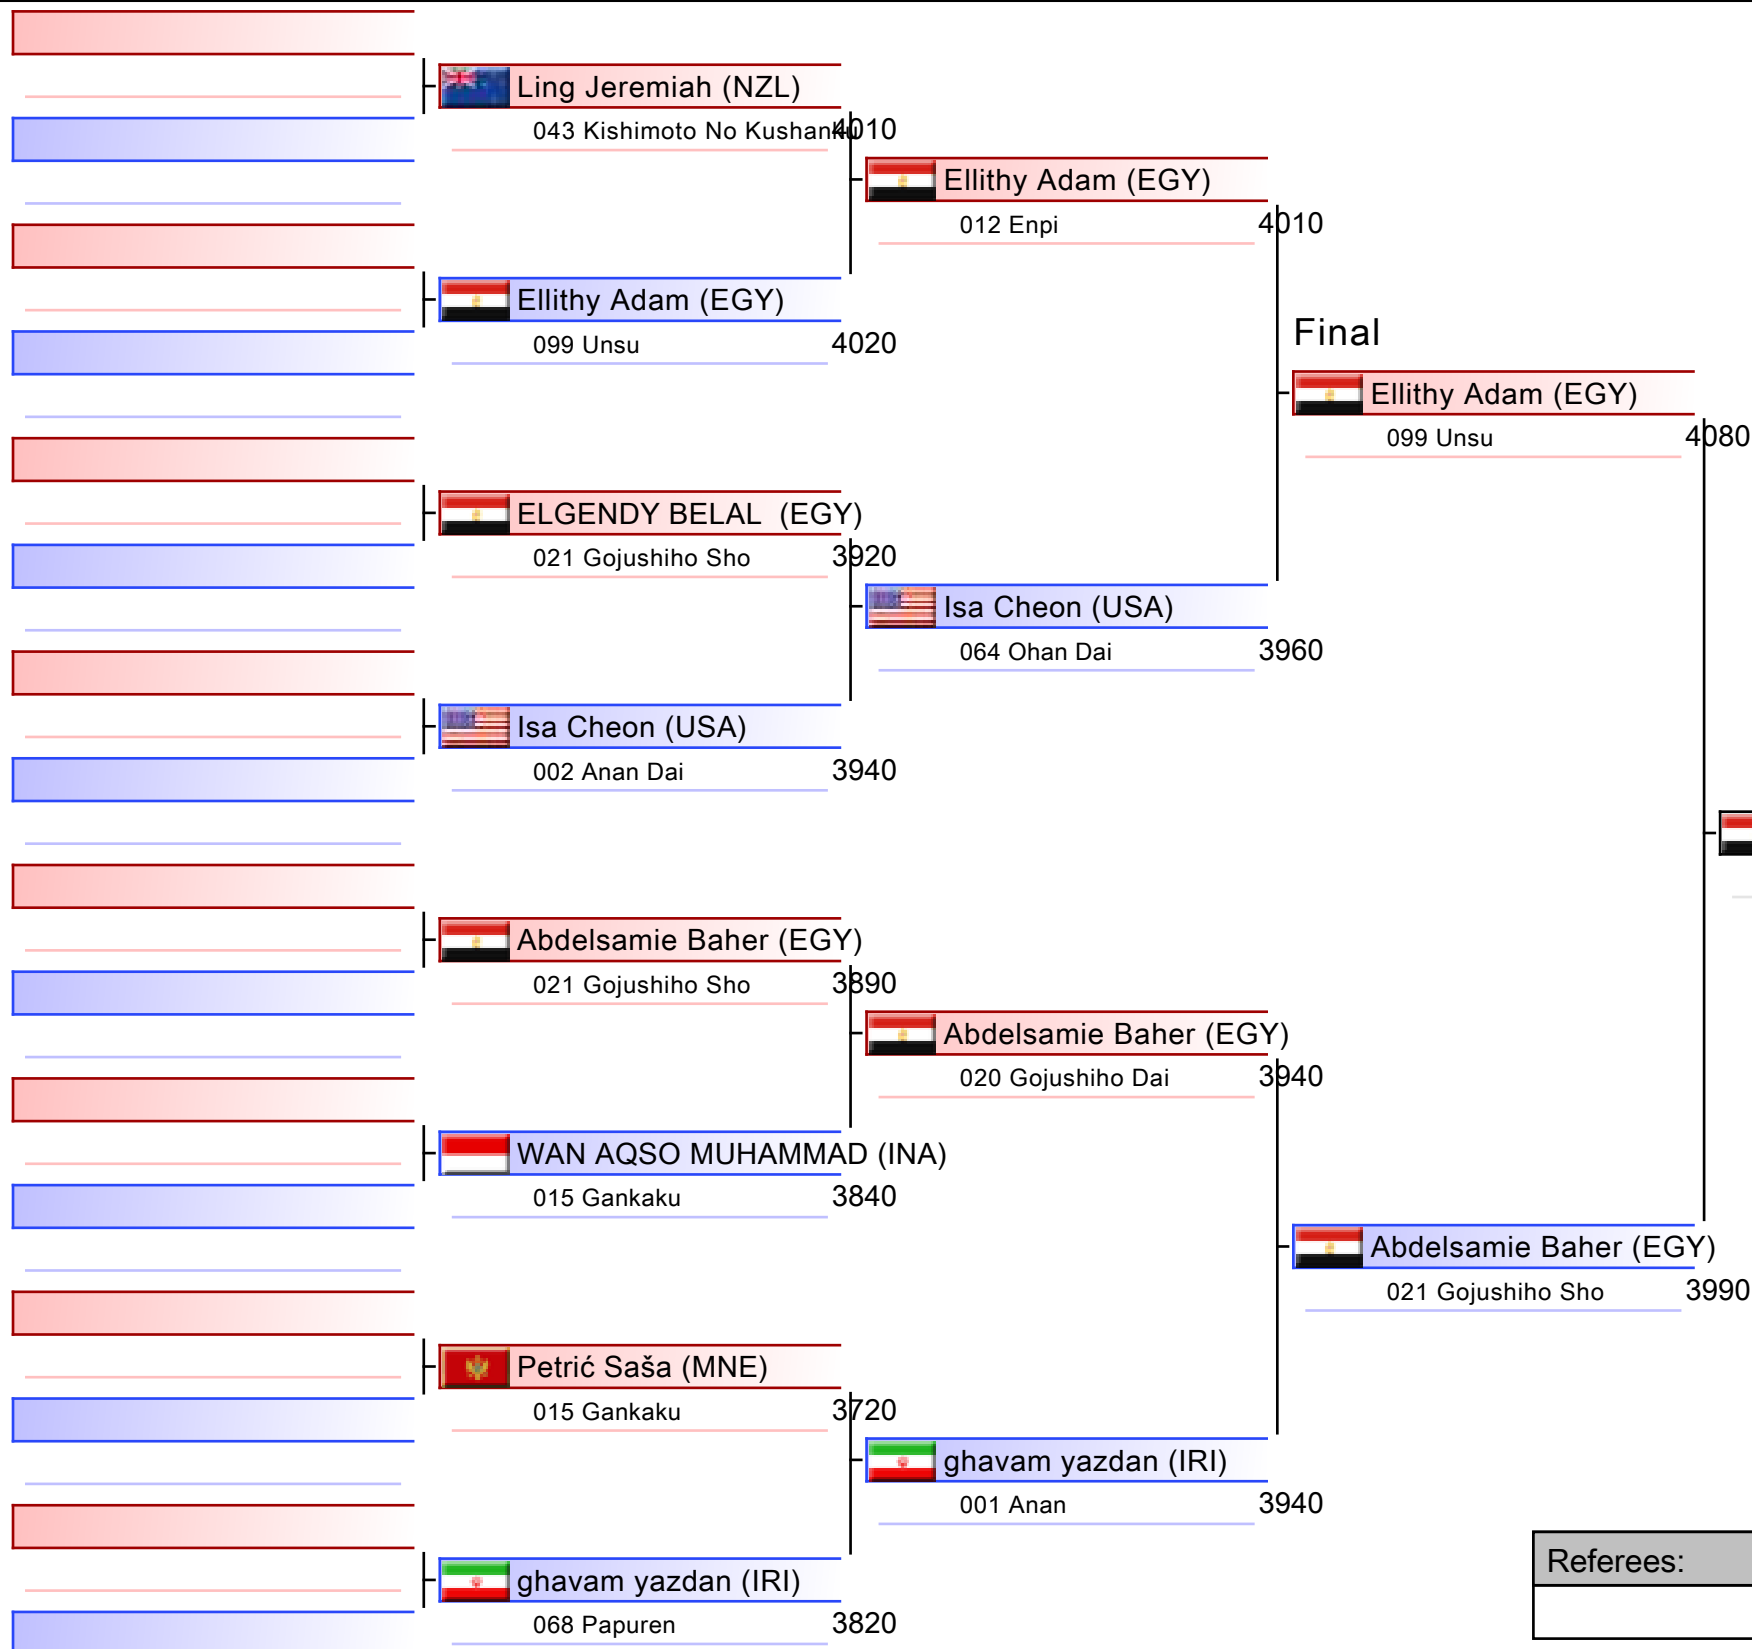 Ling Jeremiah (NZL)
043 Kishimoto No Kushanku 4010
Ellithy Adam (EGY)
099 Unsu 4020
ELGENDY BELAL (EGY)
021 Gojushiho Sho 3920
Isa Cheon (USA)
002 Anan Dai 3940
Abdelsamie Baher (EGY)
021 Gojushiho Sho 3890
WAN AQSO MUHAMMAD (INA)
015 Gankaku 3840
Petrić Saša (MNE)
015 Gankaku 3720
ghavam yazdan (IRI)
068 Papuren 3820
Ellithy Adam (EGY)
012 Enpi 4010
Isa Cheon (USA)
064 Ohan Dai 3960
Abdelsamie Baher (EGY)
020 Gojushiho Dai 3940
ghavam yazdan (IRI)
001 Anan 3940
Final
Ellithy Adam (EGY)
099 Unsu 4080
Abdelsamie Baher (EGY)
021 Gojushiho Sho 3990
Referees: